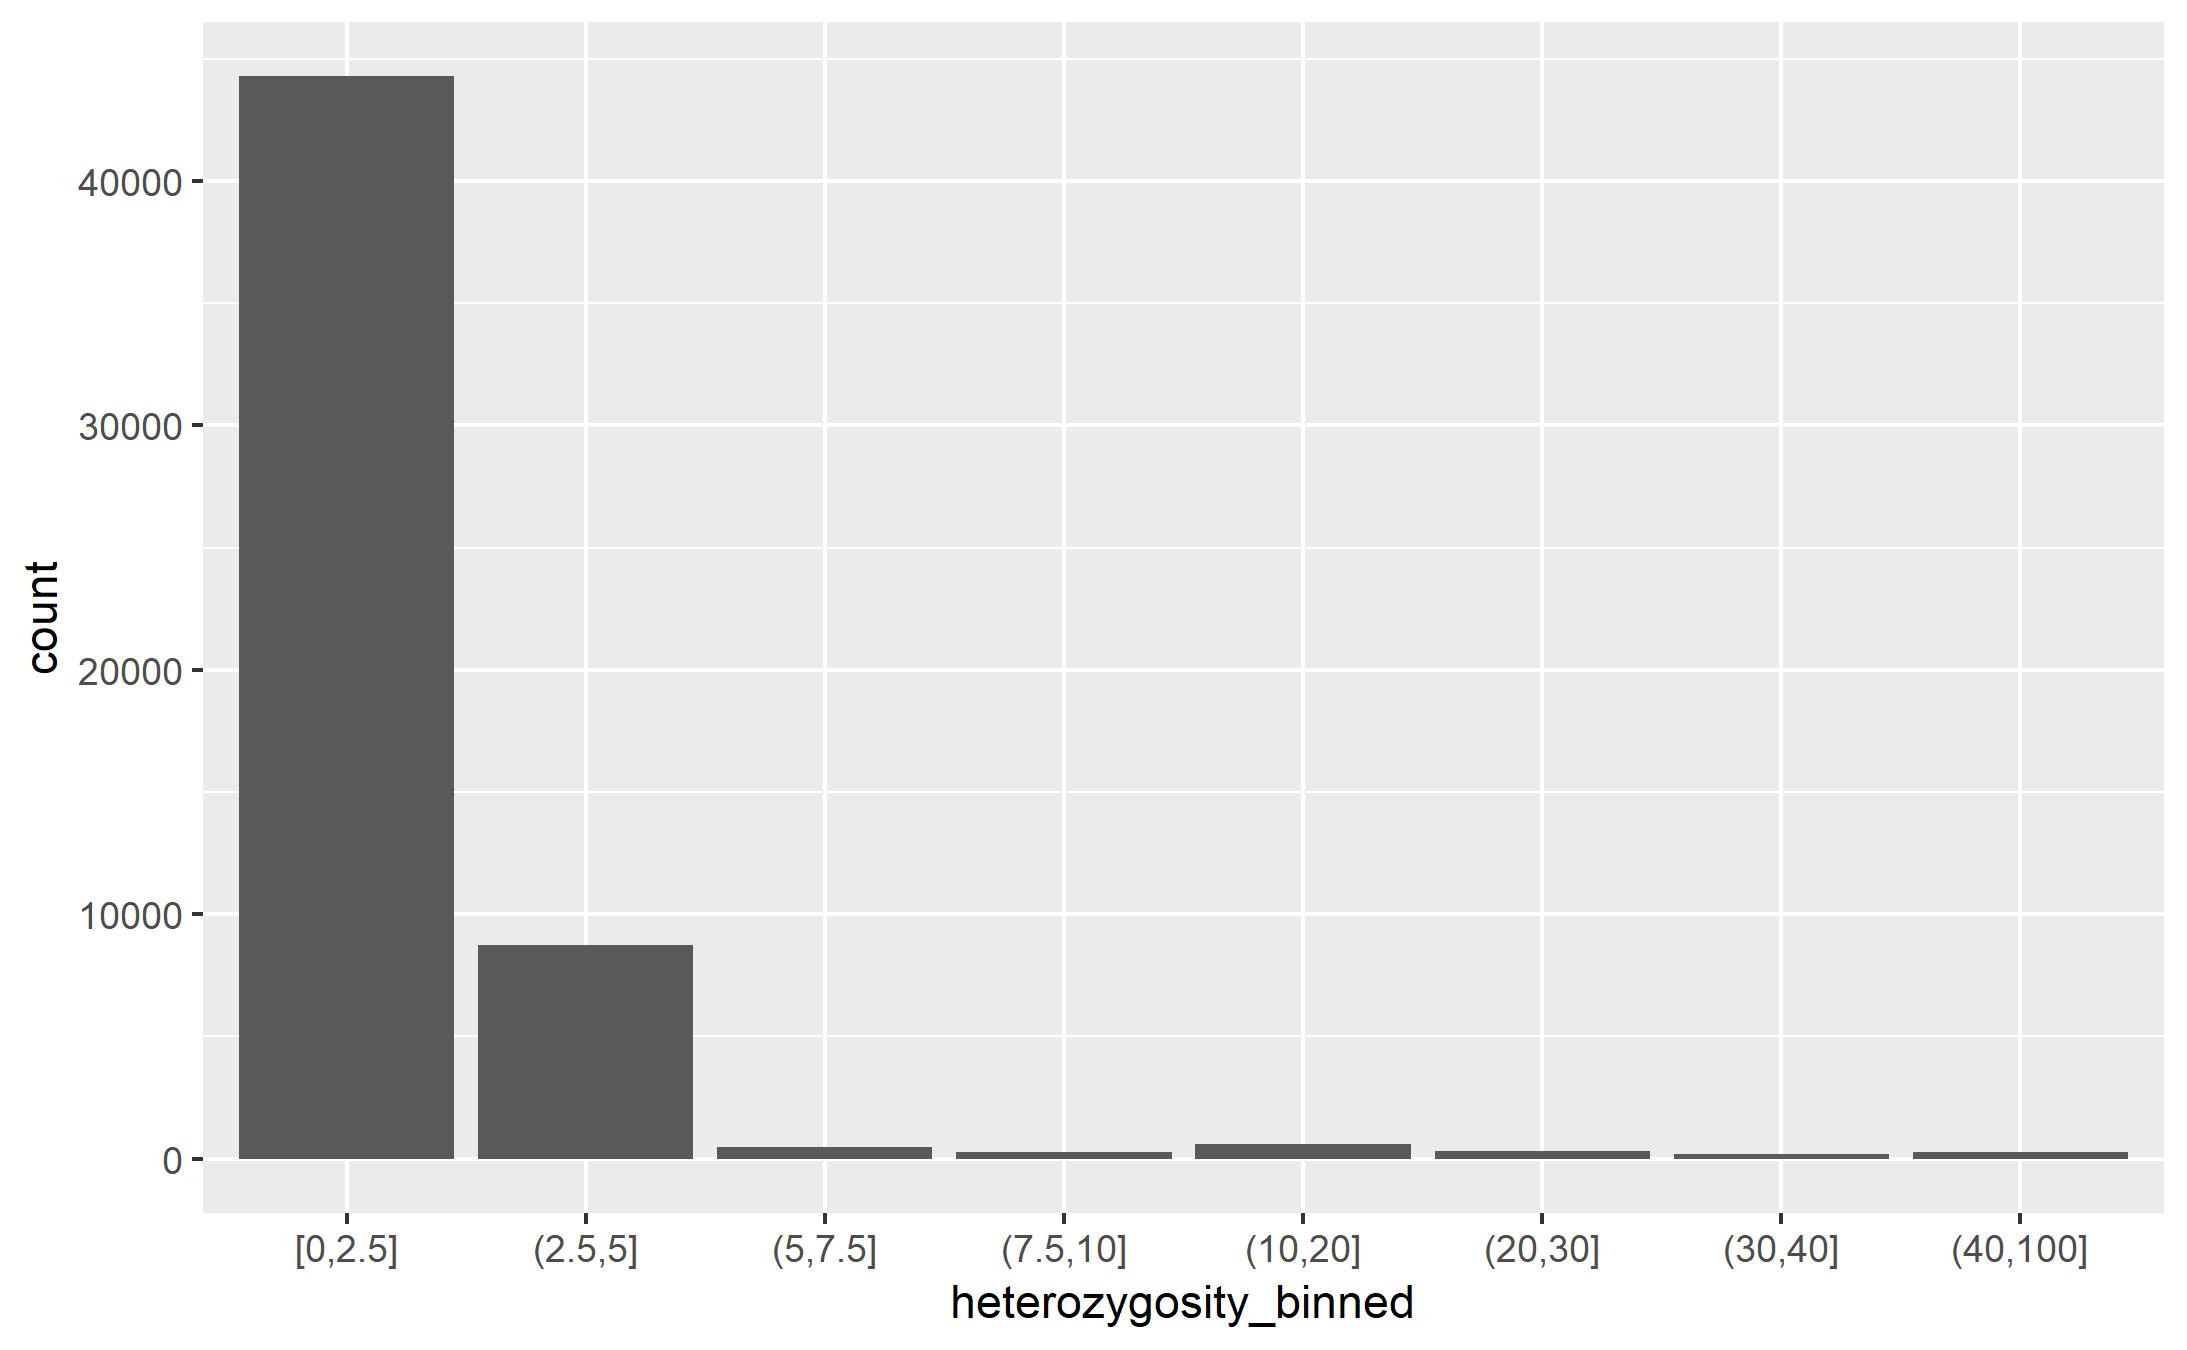 count
40000
30000
20000
10000
0
[0,2.5] (2.5,5] (5,7.5] (7.5,10] (10,20] (20,30] (30,40] (40,100]
heterozygosity_binned